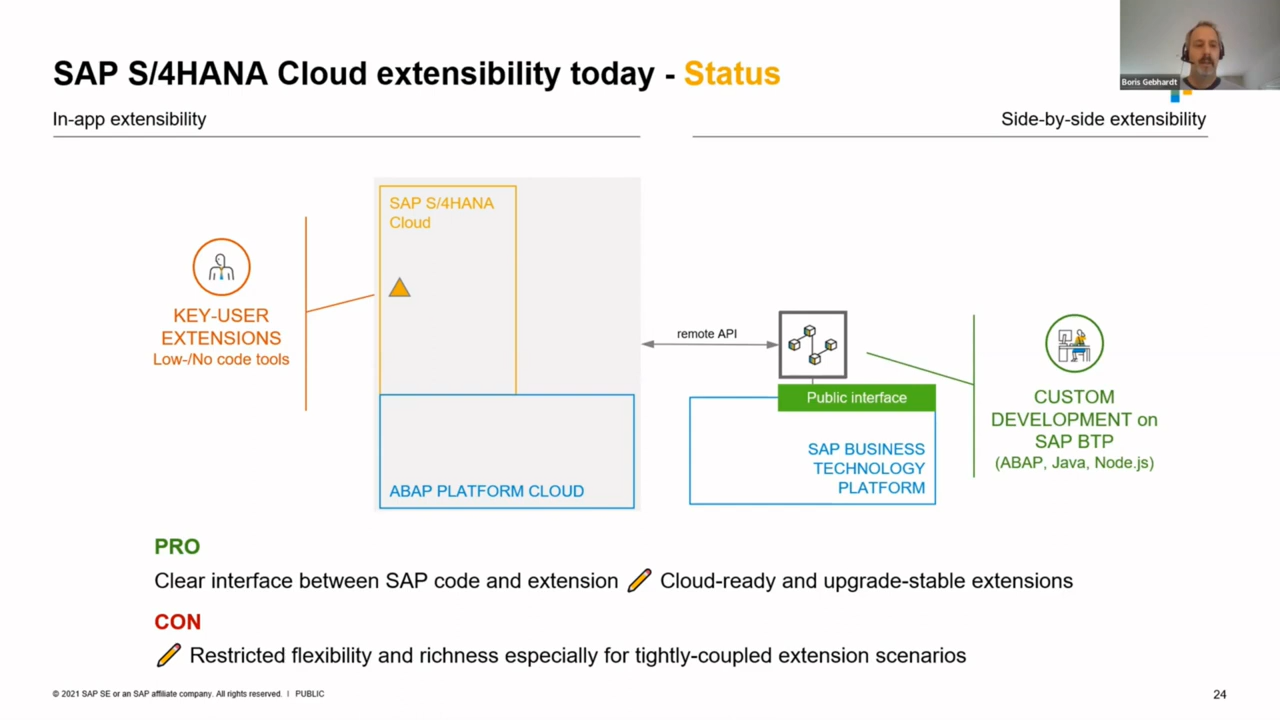 SAP S/4HANA Cloud extensibility today - Status
Boris Gebhardt
In-app extensibility
Side-by-side extensibility
SAP S/4HANA
Cloud
KEY-USER
EXTENSIONS
Low-/No code tools
remote API
Public interface
SAP BUSINESS
TECHNOLOGY
PLATFORM
CUSTOM
DEVELOPMENT on
SAP BTP
(ABAP, Java, Node.js)
ABAP PLATFORM CLOUD
PRO
Clear interface between SAP code and extension
Cloud-ready and upgrade-stable extensions
CON
Restricted flexibility and richness especially for tightly-coupled extension scenarios
© 2021 SAP SE or an SAP affiliate company. All rights reserved. I PUBLIC
24